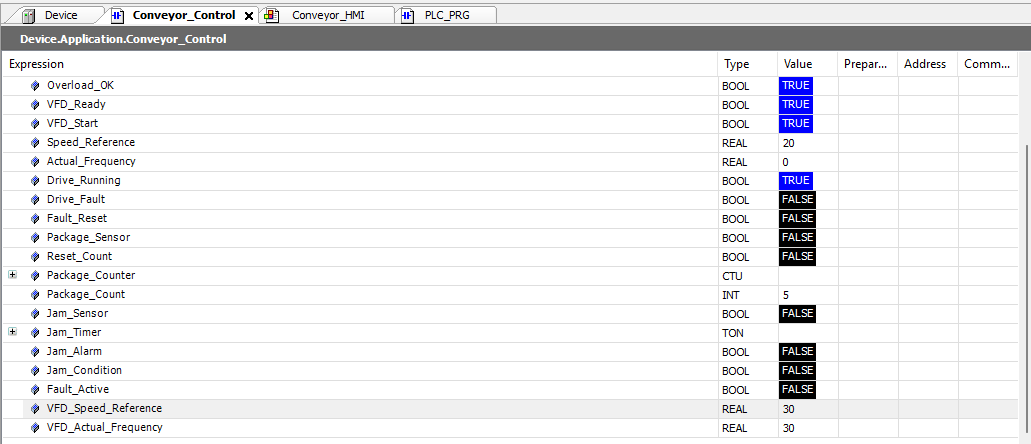 Device Conveyor_Control Conveyor_HMI PLC_PRG
Device.Application.Conveyor_Control
Expression Type Value Prepar... Address Comm...
Overload_OK BOOL TRUE
VFD_Ready BOOL TRUE
VFD_Start BOOL TRUE
Speed_Reference REAL 20
Actual_Frequency REAL 0
Drive_Running BOOL TRUE
Drive_Fault BOOL FALSE
Fault_Reset BOOL FALSE
Package_Sensor BOOL FALSE
Reset_Count BOOL FALSE
Package_Counter CTU
Package_Count INT 5
Jam_Sensor BOOL FALSE
Jam_Timer TON
Jam_Alarm BOOL FALSE
Jam_Condition BOOL FALSE
Fault_Active BOOL FALSE
VFD_Speed_Reference REAL 30
VFD_Actual_Frequency REAL 30